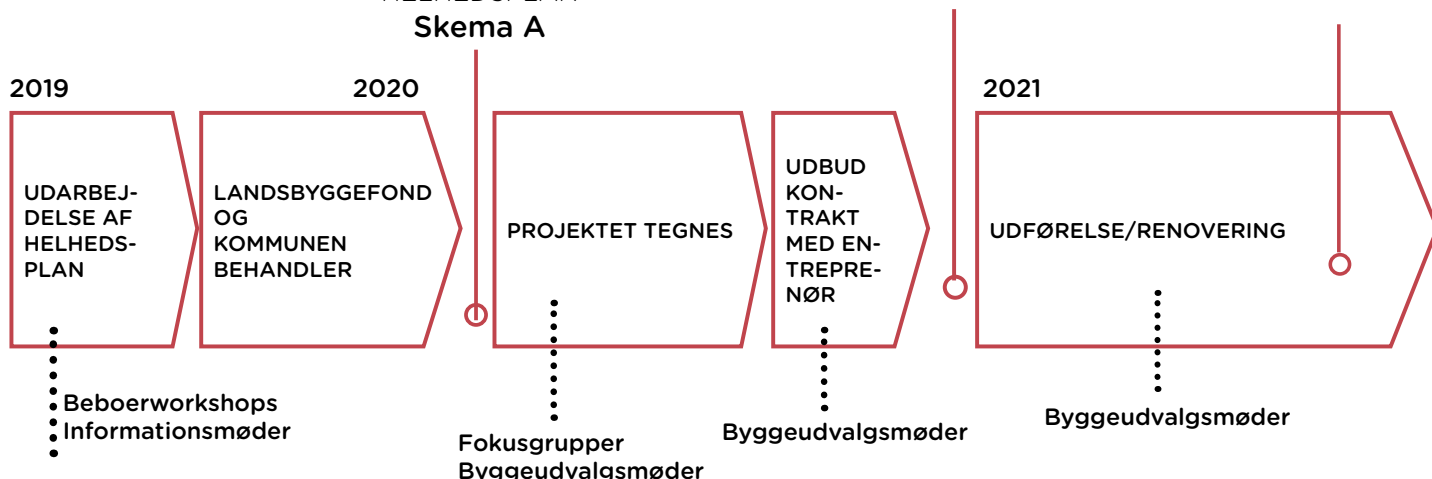 HELHEDSPLAN
Skema A
2019
2020
2021
UDARBEJ-
DELSE AF
HELHEDS-
PLAN
LANDSBYGGEFOND
OG
KOMMUNEN
BEHANDLER
PROJEKTET TEGNES
UDBUD
KON-
TRAKT
MED EN-
TREPRE-
NØR
UDFØRELSE/RENOVERING
Beboerworkshops
Informationsmøder
Fokusgrupper
Byggeudvalgsmøder
Byggeudvalgsmøder
Byggeudvalgsmøder